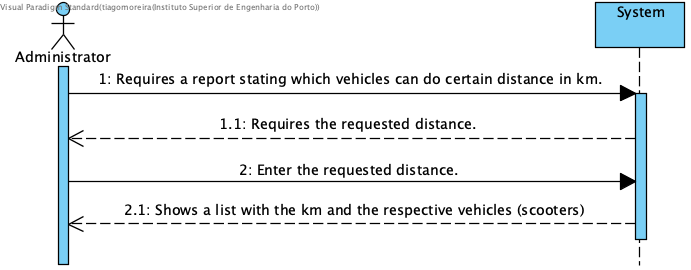 Visual Paradigm Standard(tiagomoreira(Instituto Superior de Engenharia do Porto))
System
Administrator
1: Requires a report stating which vehicles can do certain distance in km.
1.1: Requires the requested distance.
2: Enter the requested distance.
2.1: Shows a list with the km and the respective vehicles (scooters)